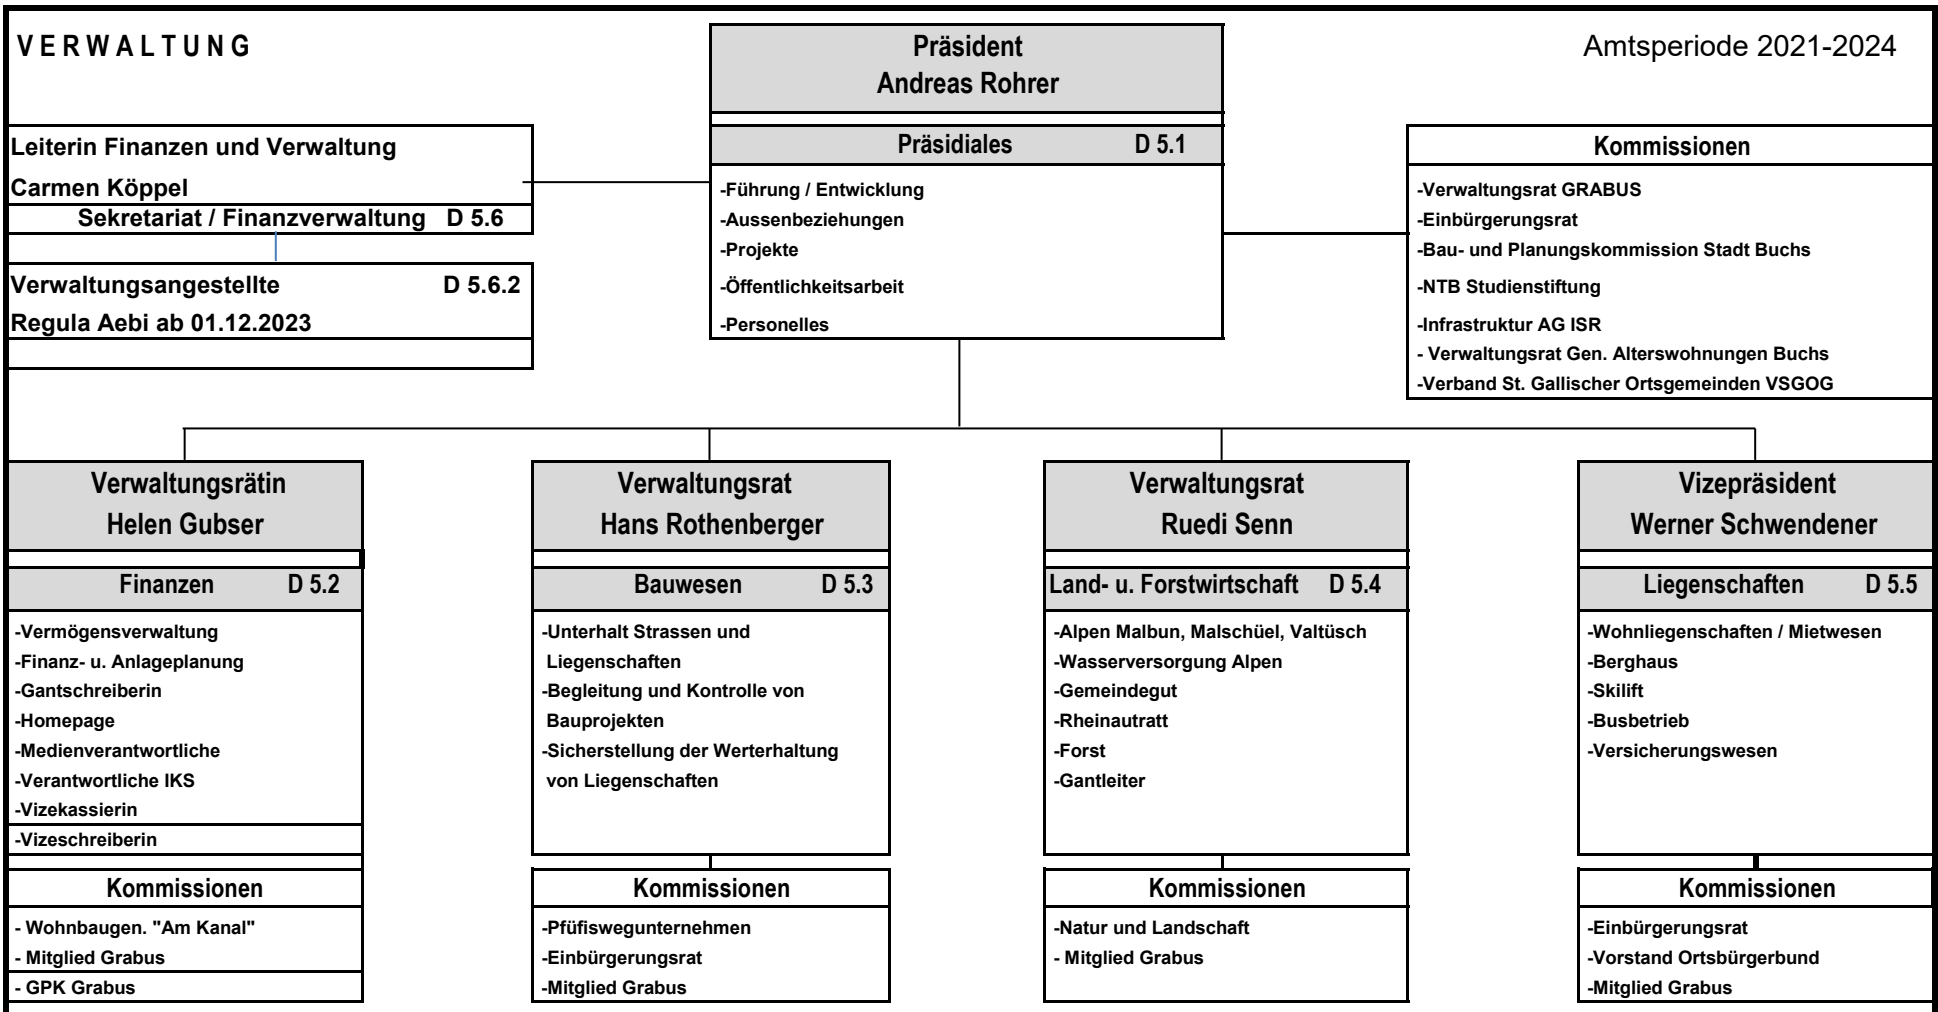 V E R W A L T U N G
Präsident
Andreas Rohrer
Amtsperiode 2021-2024
Leiterin Finanzen und Verwaltung
Carmen Köppel
Sekretariat / Finanzverwaltung D 5.6
Verwaltungsangestellte D 5.6.2
Regula Aebi ab 01.12.2023
Präsidiales D 5.1
-Führung / Entwicklung
-Aussenbeziehungen
-Projekte
-Öffentlichkeitsarbeit
-Personelles
Kommissionen
-Verwaltungsrat GRABUS
-Einbürgerungsrat
-Bau- und Planungskommission Stadt Buchs
-NTB Studienstiftung
-Infrastruktur AG ISR
- Verwaltungsrat Gen. Alterswohnungen Buchs
-Verband St. Gallischer Ortsgemeinden VSGOG
Verwaltungsrätin
Helen Gubser
Finanzen D 5.2
-Vermögensverwaltung
-Finanz- u. Anlageplanung
-Gantschreiberin
-Homepage
-Medienverantwortliche
-Verantwortliche IKS
-Vizekassierin
-Vizeschreiberin
Kommissionen
- Wohnbaugen. "Am Kanal"
- Mitglied Grabus
- GPK Grabus
Verwaltungsrat
Hans Rothenberger
Bauwesen D 5.3
-Unterhalt Strassen und
Liegenschaften
-Begleitung und Kontrolle von
Bauprojekten
-Sicherstellung der Werterhaltung
von Liegenschaften
Kommissionen
-Pfüfiswegunternehmen
-Einbürgerungsrat
-Mitglied Grabus
Verwaltungsrat
Ruedi Senn
Land- u. Forstwirtschaft D 5.4
-Alpen Malbun, Malschüel, Valtüsch
-Wasserversorgung Alpen
-Gemeindegut
-Rheinautratt
-Forst
-Gantleiter
Kommissionen
-Natur und Landschaft
- Mitglied Grabus
Vizepräsident
Werner Schwendener
Liegenschaften D 5.5
-Wohnliegenschaften / Mietwesen
-Berghaus
-Skilift
-Busbetrieb
-Versicherungswesen
Kommissionen
-Einbürgerungsrat
-Vorstand Ortsbürgerbund
-Mitglied Grabus